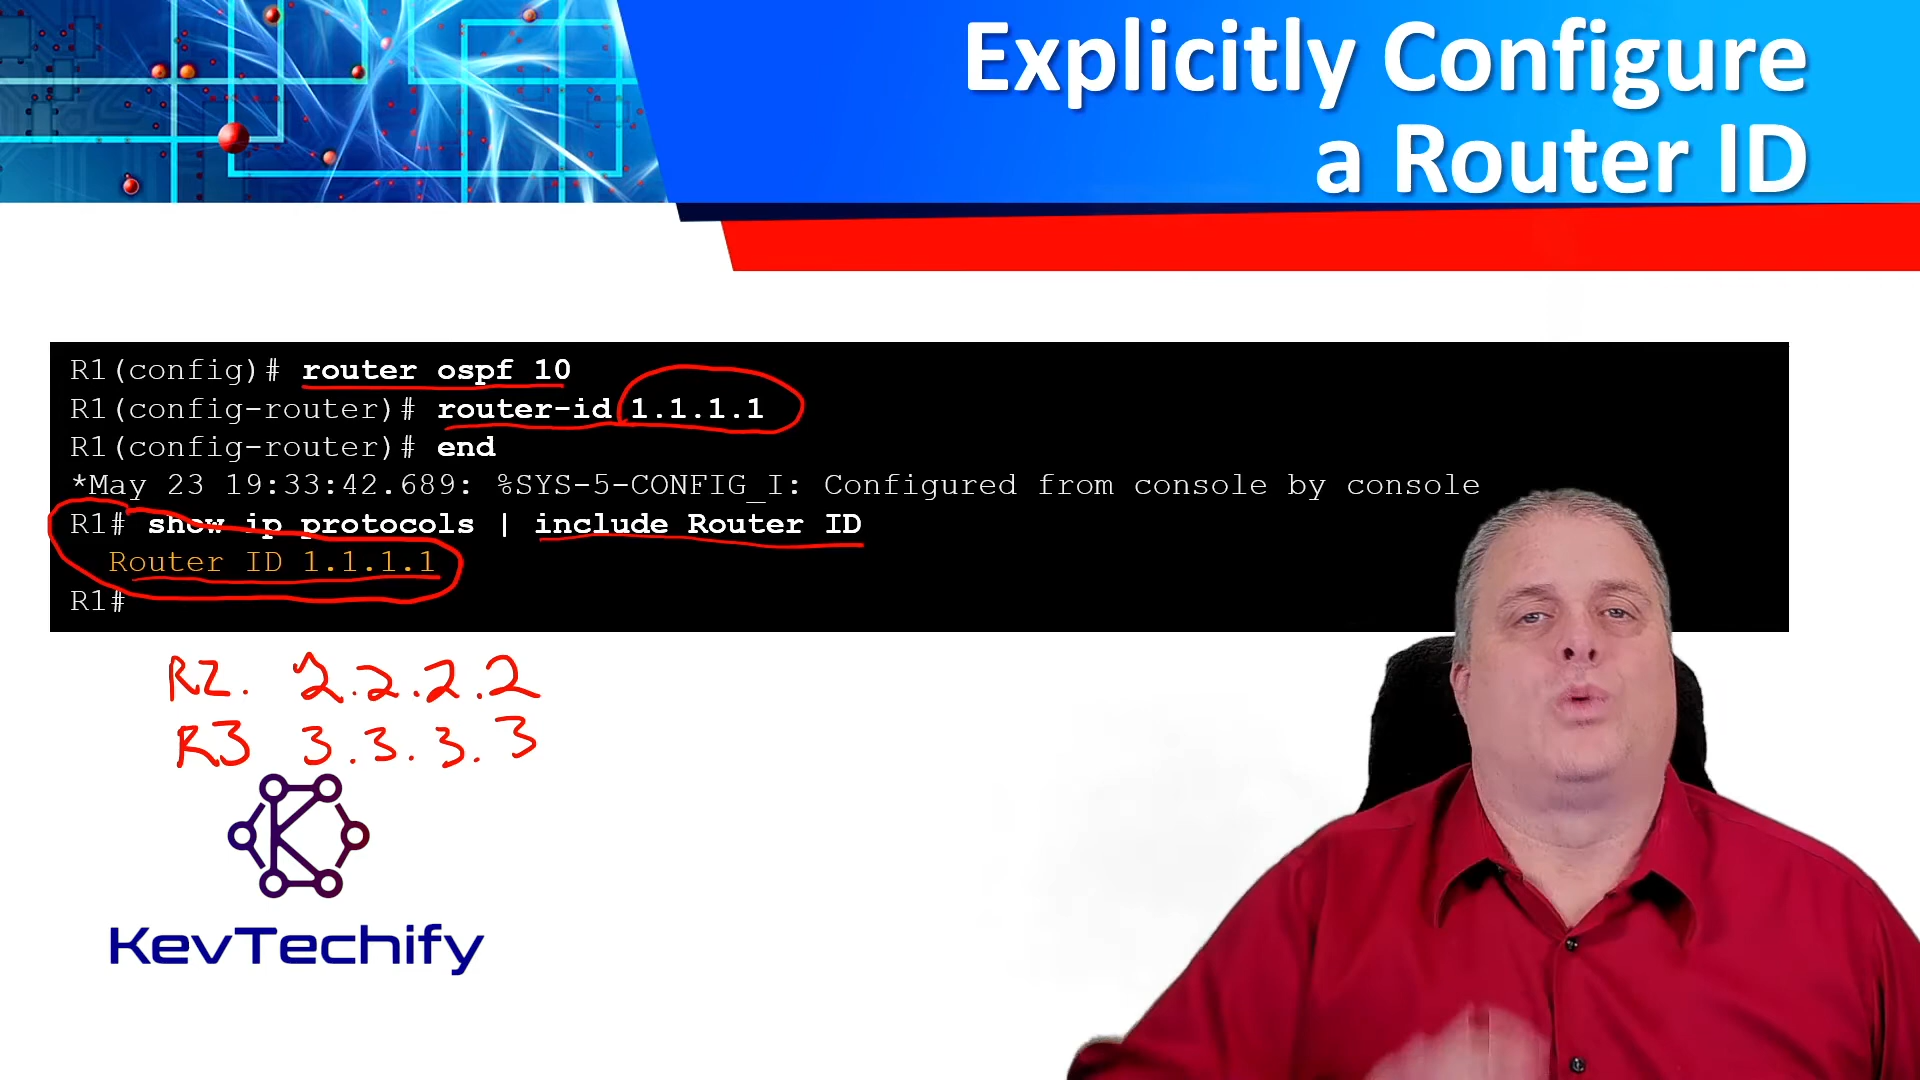 Explicitly Configure
a Router ID
R1(config)# router ospf 10
R1(config-router)# router-id 1.1.1.1
R1(config-router)# end
*May 23 19:33:42.689: %SYS-5-CONFIG_I: Configured from console by console
R1# show ip protocols | include Router ID
Router ID 1.1.1.1
R1#
R2. 2.2.2.2
R3 3.3.3.3
KevTechify